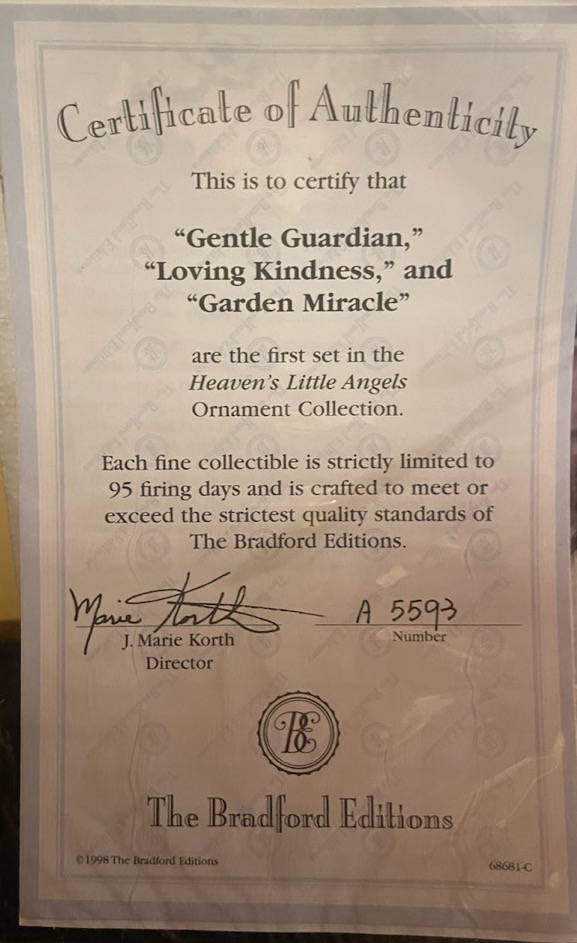 Certificate of Authenticity
This is to certify that
“Gentle Guardian,”
“Loving Kindness,” and
“Garden Miracle”
are the first set in the
Heaven’s Little Angels
Ornament Collection.
Each fine collectible is strictly limited to
95 firing days and is crafted to meet or
exceed the strictest quality standards of
The Bradford Editions.
Marie Korth
A 5593
J. Marie Korth
Number
Director
BE
The Bradford Editions
©1998 The Bradford Editions
68681-C